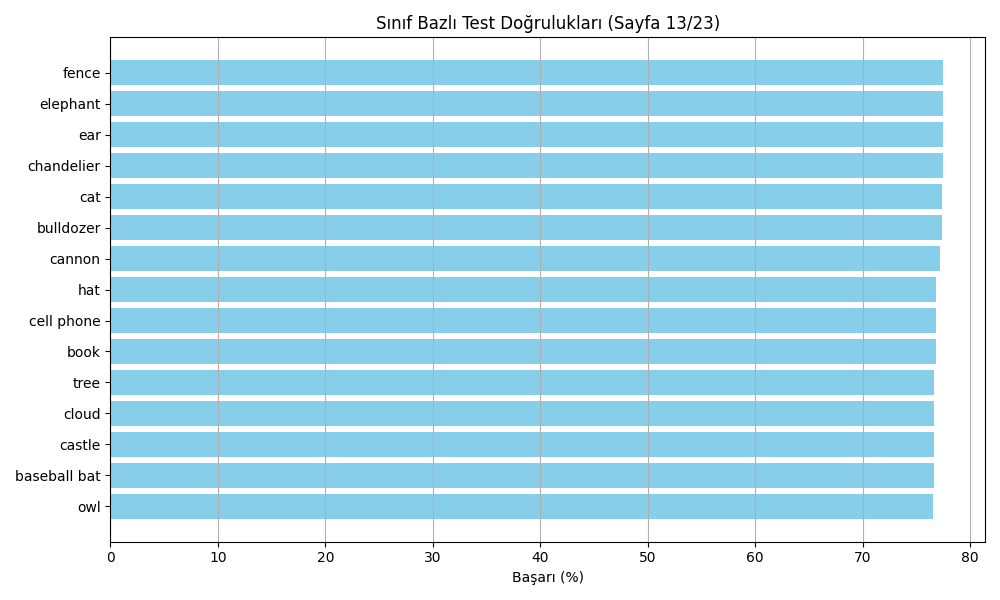 Sınıf Bazlı Test Doğrulukları (Sayfa 13/23)
fence
elephant
ear
chandelier
cat
bulldozer
cannon
hat
cell phone
book
tree
cloud
castle
baseball bat
owl
0 10 20 30 40 50 60 70 80
Başarı (%)